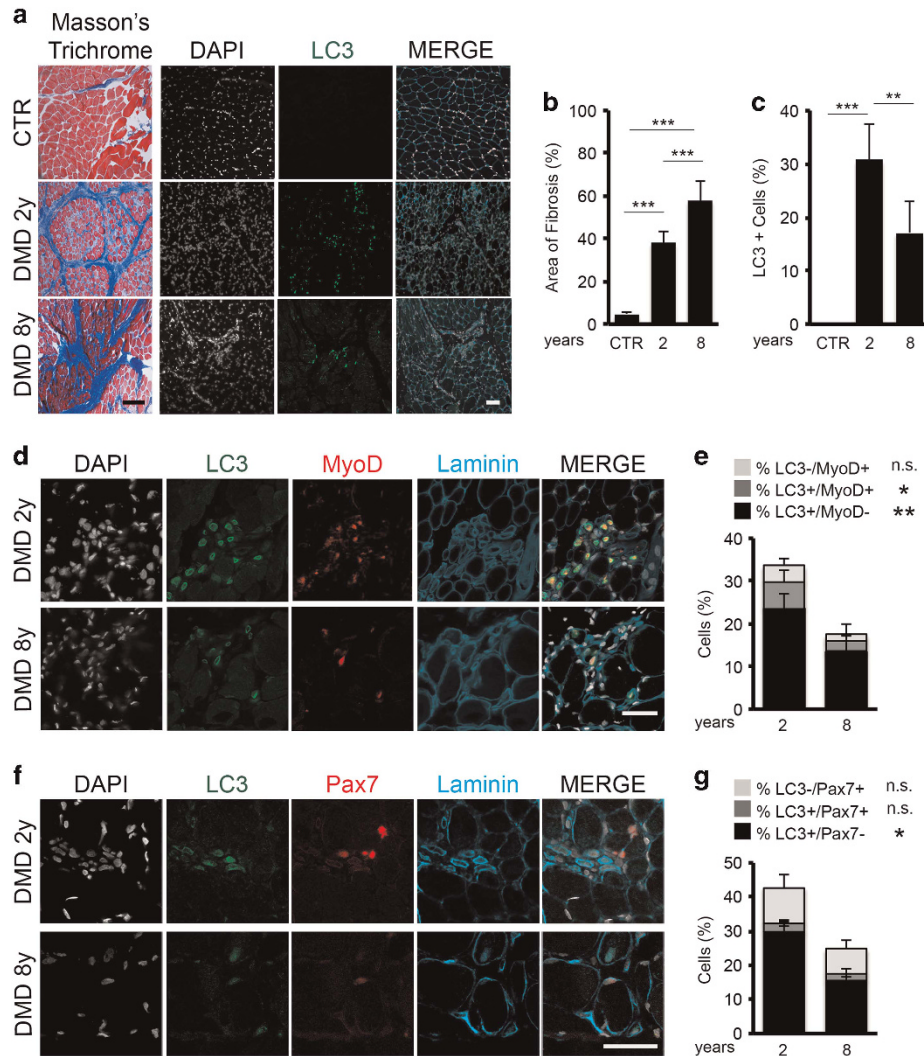 a
Masson's Trichrome
DAPI
LC3
MERGE
CTR
DMD 2y
DMD 8y
b
Area of Fibrosis (%)
100
80
60
40
20
0
***
***
***
years
CTR
2
8
c
LC3 + Cells (%)
40
30
20
10
0
***
**
years
CTR
2
8
d
DAPI
LC3
MyoD
Laminin
MERGE
DMD 2y
DMD 8y
e
% LC3-/MyoD+ n.s.
% LC3+/MyoD+ *
% LC3+/MyoD- **
Cells (%)
40
30
20
10
0
years
2
8
f
DAPI
LC3
Pax7
Laminin
MERGE
DMD 2y
DMD 8y
g
% LC3-/Pax7+ n.s.
% LC3+/Pax7+ n.s.
% LC3+/Pax7- *
Cells (%)
50
40
30
20
10
0
years
2
8